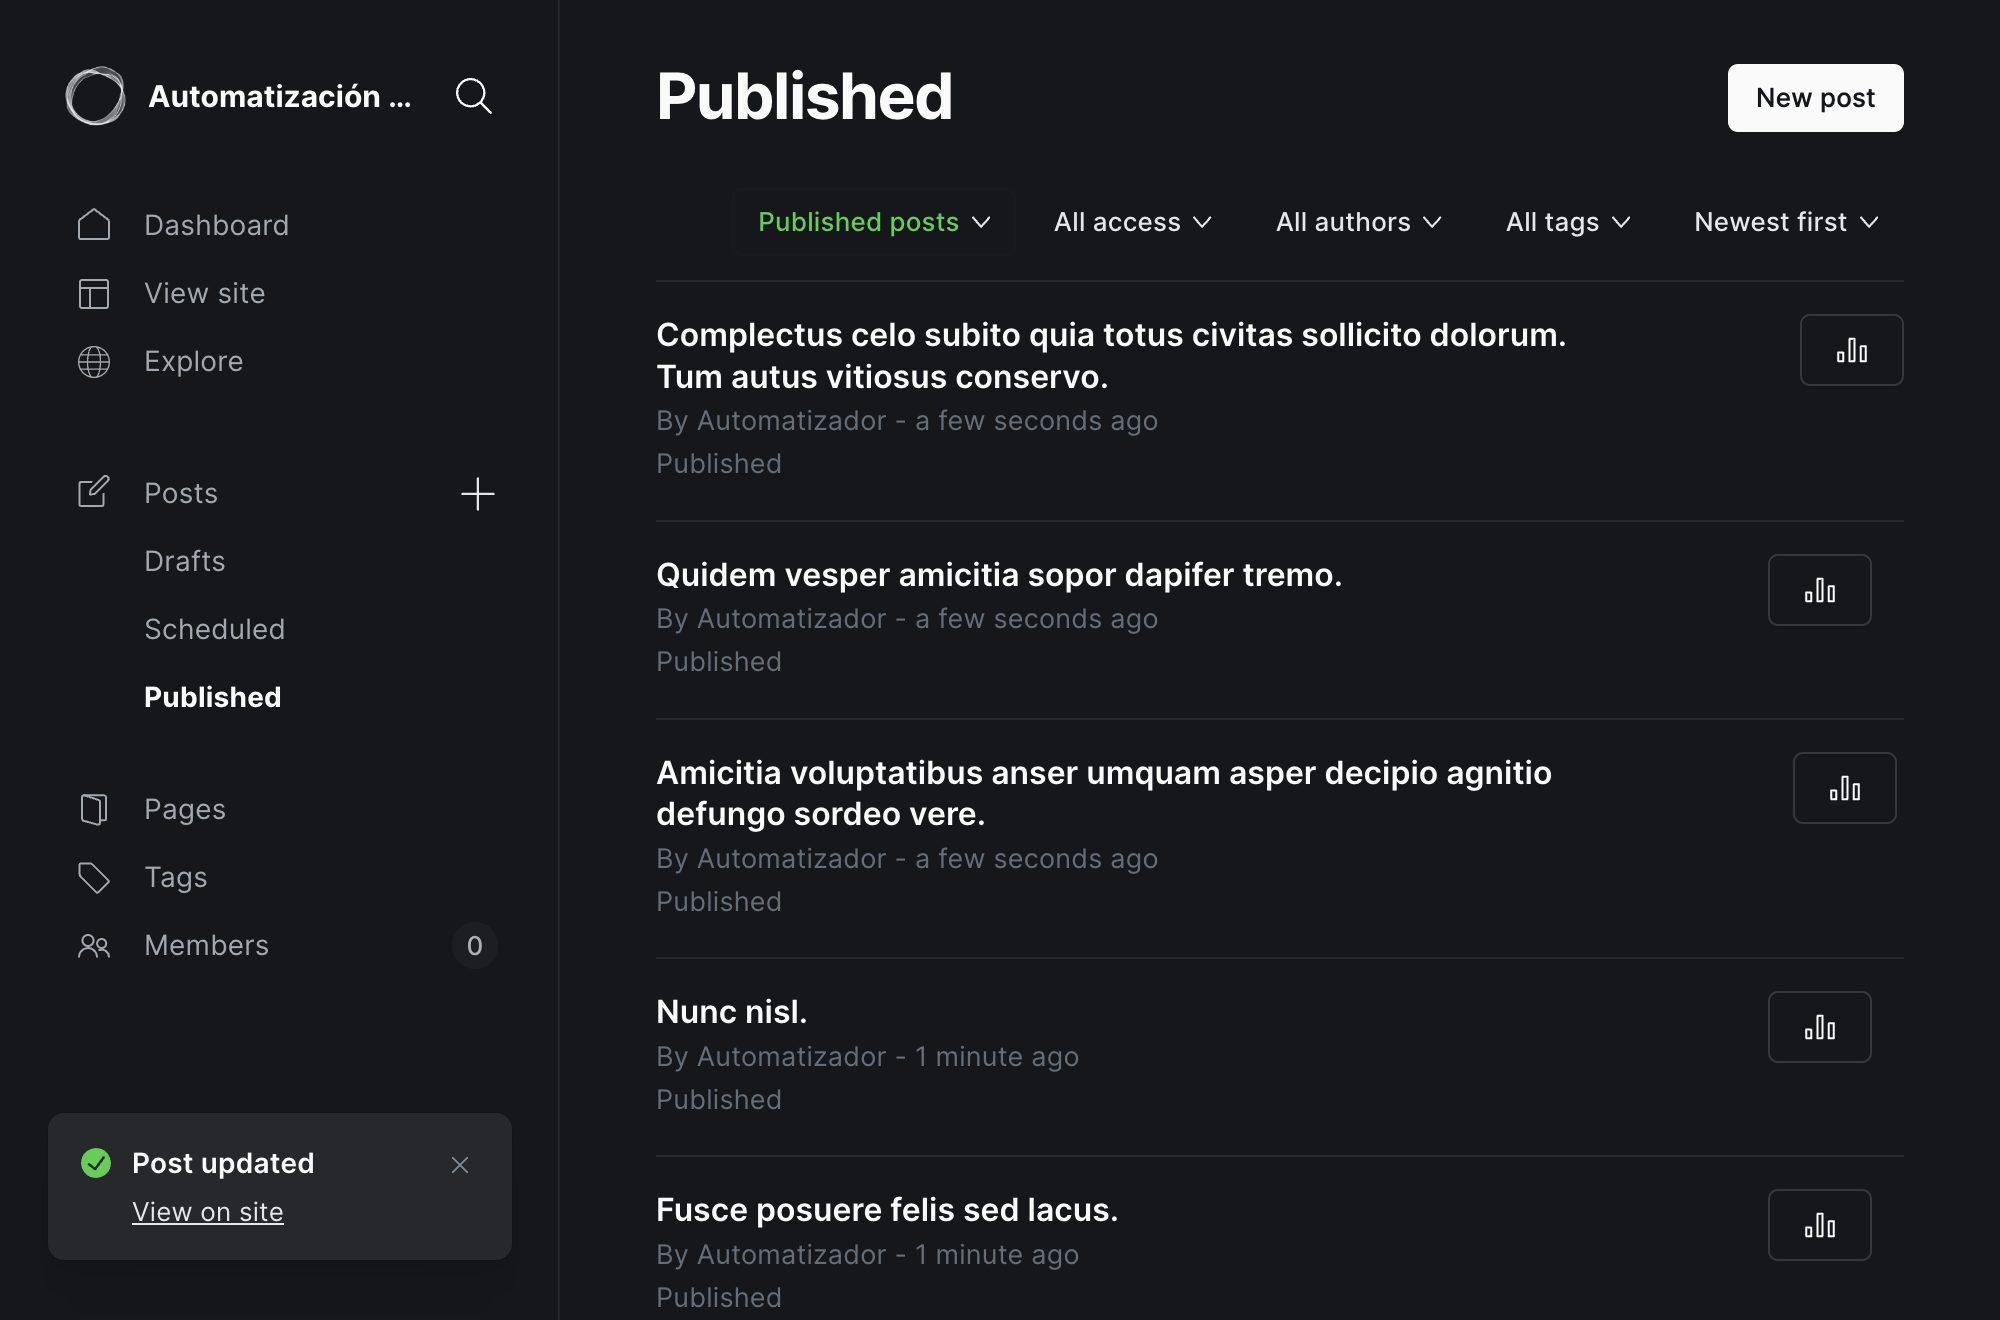 Automatización ...
Dashboard
View site
Explore
Posts
Drafts
Scheduled
Published
Pages
Tags
Members
0
Post updated
View on site
Published
New post
Published posts
All access
All authors
All tags
Newest first
Complectus celo subito quia totus civitas sollicito dolorum.
Tum autus vitiosus conservo.
By Automatizador - a few seconds ago
Published
Quidem vesper amicitia sopor dapifer tremo.
By Automatizador - a few seconds ago
Published
Amicitia voluptatibus anser umquam asper decipio agnitio
defungo sordeo vere.
By Automatizador - a few seconds ago
Published
Nunc nisl.
By Automatizador - 1 minute ago
Published
Fusce posuere felis sed lacus.
By Automatizador - 1 minute ago
Published